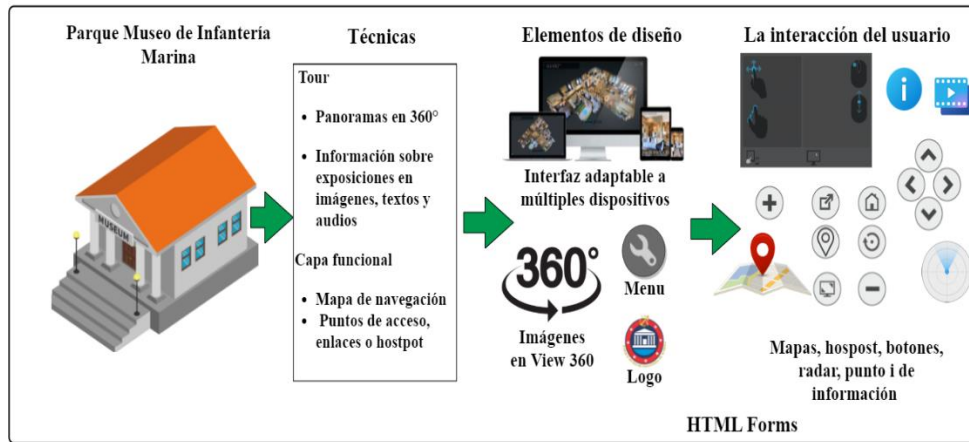 Parque Museo de Infantería
Marina
MUSEUM
Técnicas
Tour
• Panoramas en 360°
• Información sobre
exposiciones en
imágenes, textos y
audios
Capa funcional
• Mapa de navegación
• Puntos de acceso,
enlaces o hostpot
Elementos de diseño
Interfaz adaptable a
múltiples dispositivos
360°
Imágenes
en View 360
Menu
Logo
La interacción del usuario
i
Mapas, hospost, botones,
radar, punto i de
información
HTML Forms